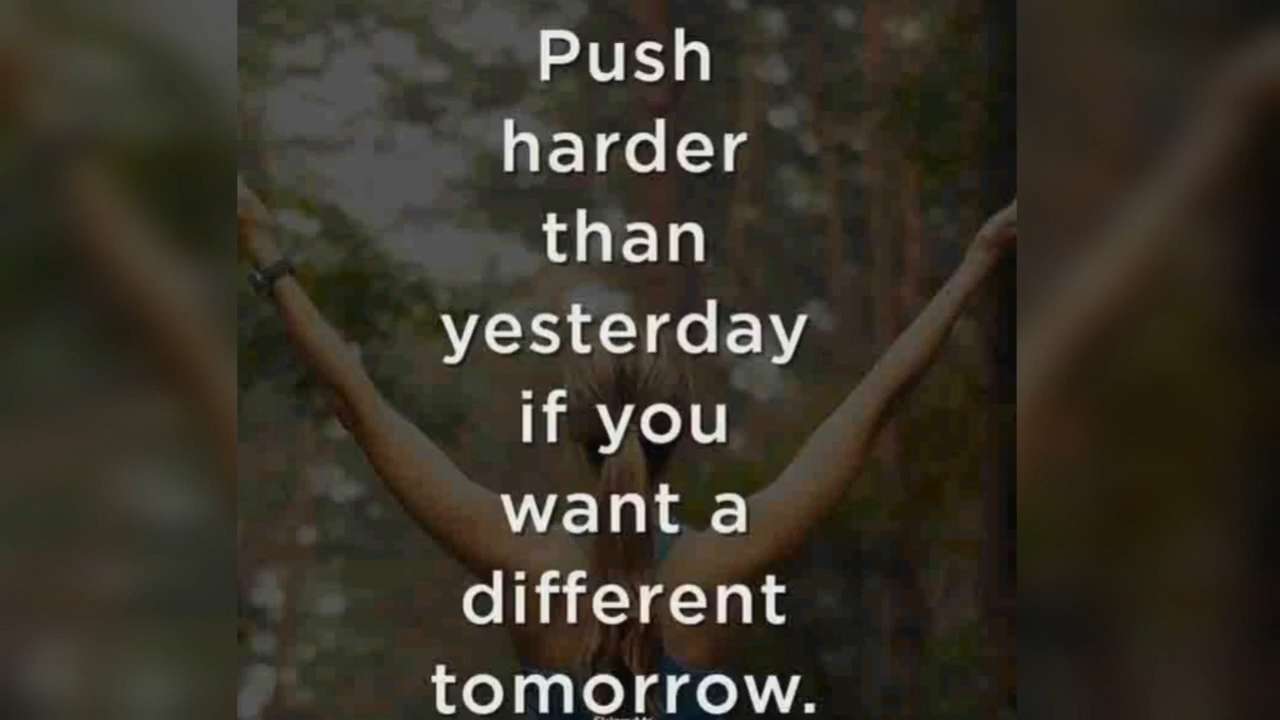 Push
harder
than
yesterday
if you
want a
different
tomorrow.